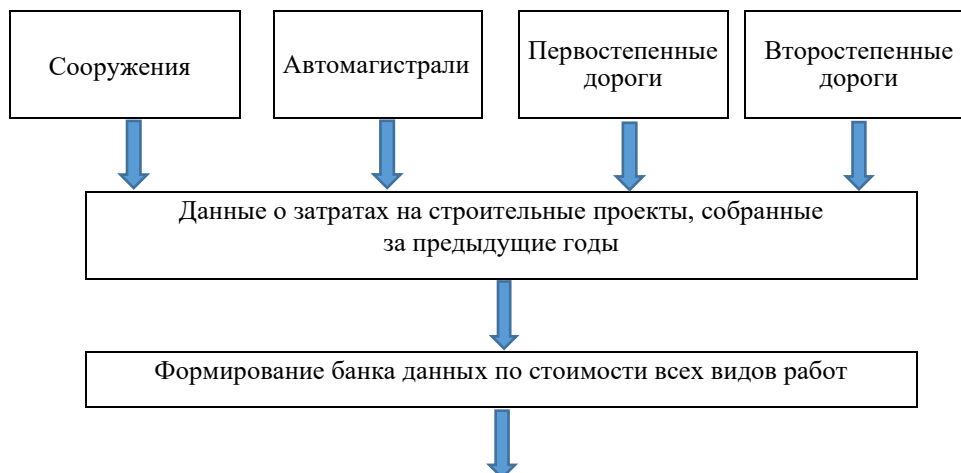 Сооружения
Автомагистрали
Первостепенные
дороги
Второстепенные
дороги
Данные о затратах на строительные проекты, собранные
за предыдущие годы
Формирование банка данных по стоимости всех видов работ